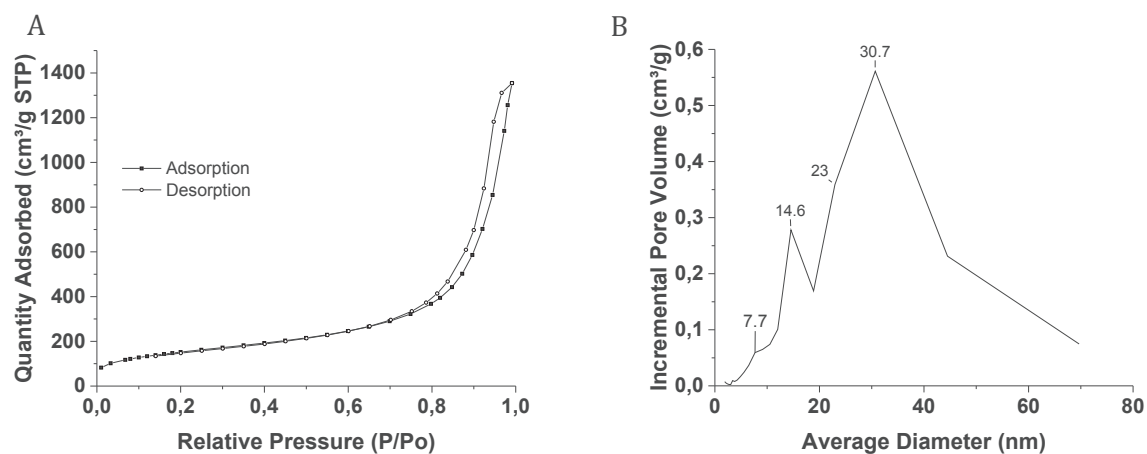 A
Quantity Adsorbed (cm³/g STP)
1400
1200
1000
800
600
400
200
0
Adsorption
Desorption
0,0 0,2 0,4 0,6 0,8 1,0
Relative Pressure (P/Po)
B
Incremental Pore Volume (cm³/g)
0,6
0,5
0,4
0,3
0,2
0,1
0,0
30.7
23
14.6
7.7
0 20 40 60 80
Average Diameter (nm)